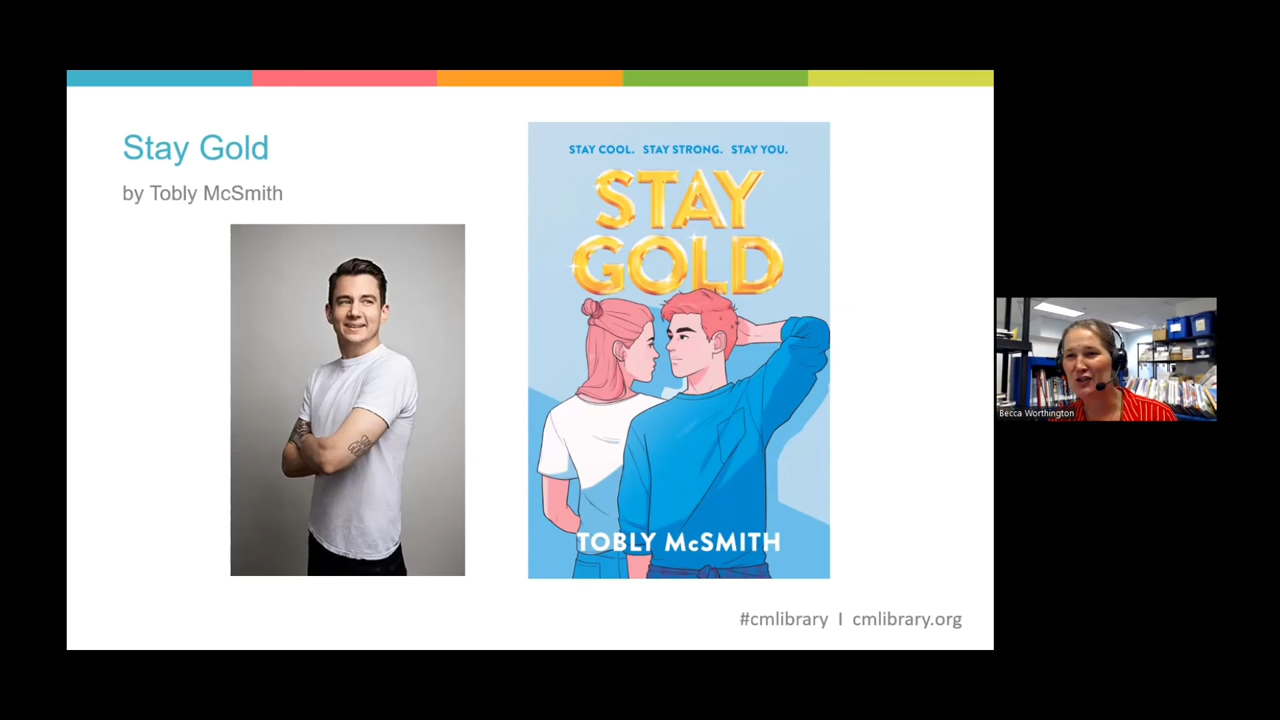 Stay Gold
by Tobly McSmith
STAY COOL. STAY STRONG. STAY YOU.
STAY
GOLD
TOBLY McSMITH
#cmlibrary I cmlibrary.org
Becca Worthington